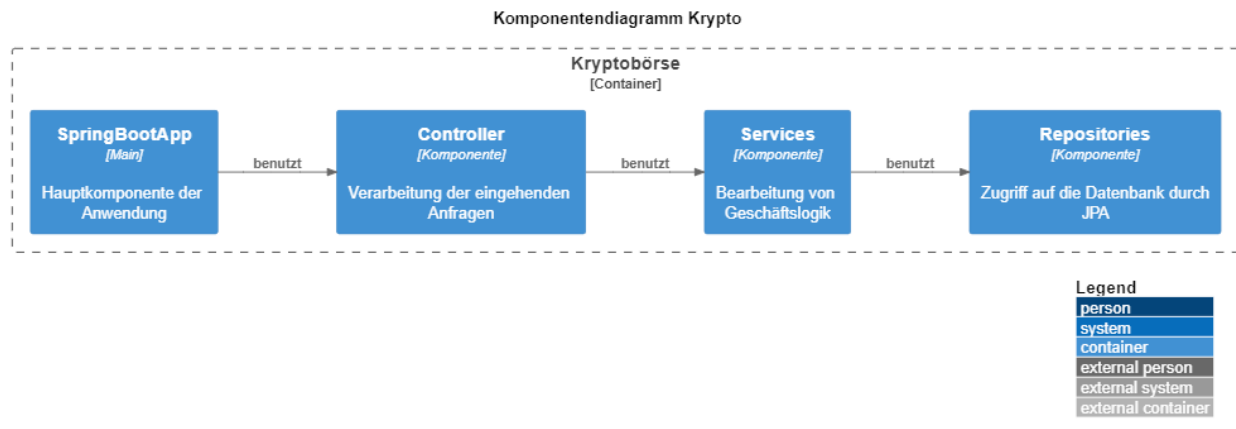 Komponentendiagramm Krypto
Kryptobörse
[Container]
SpringBootApp
[Main]
Hauptkomponente der
Anwendung
benutzt
Controller
[Komponente]
Verarbeitung der eingehenden
Anfragen
benutzt
Services
[Komponente]
Bearbeitung von
Geschäftslogik
benutzt
Repositories
[Komponente]
Zugriff auf die Datenbank durch
JPA
Legend
person
system
container
external person
external system
external container